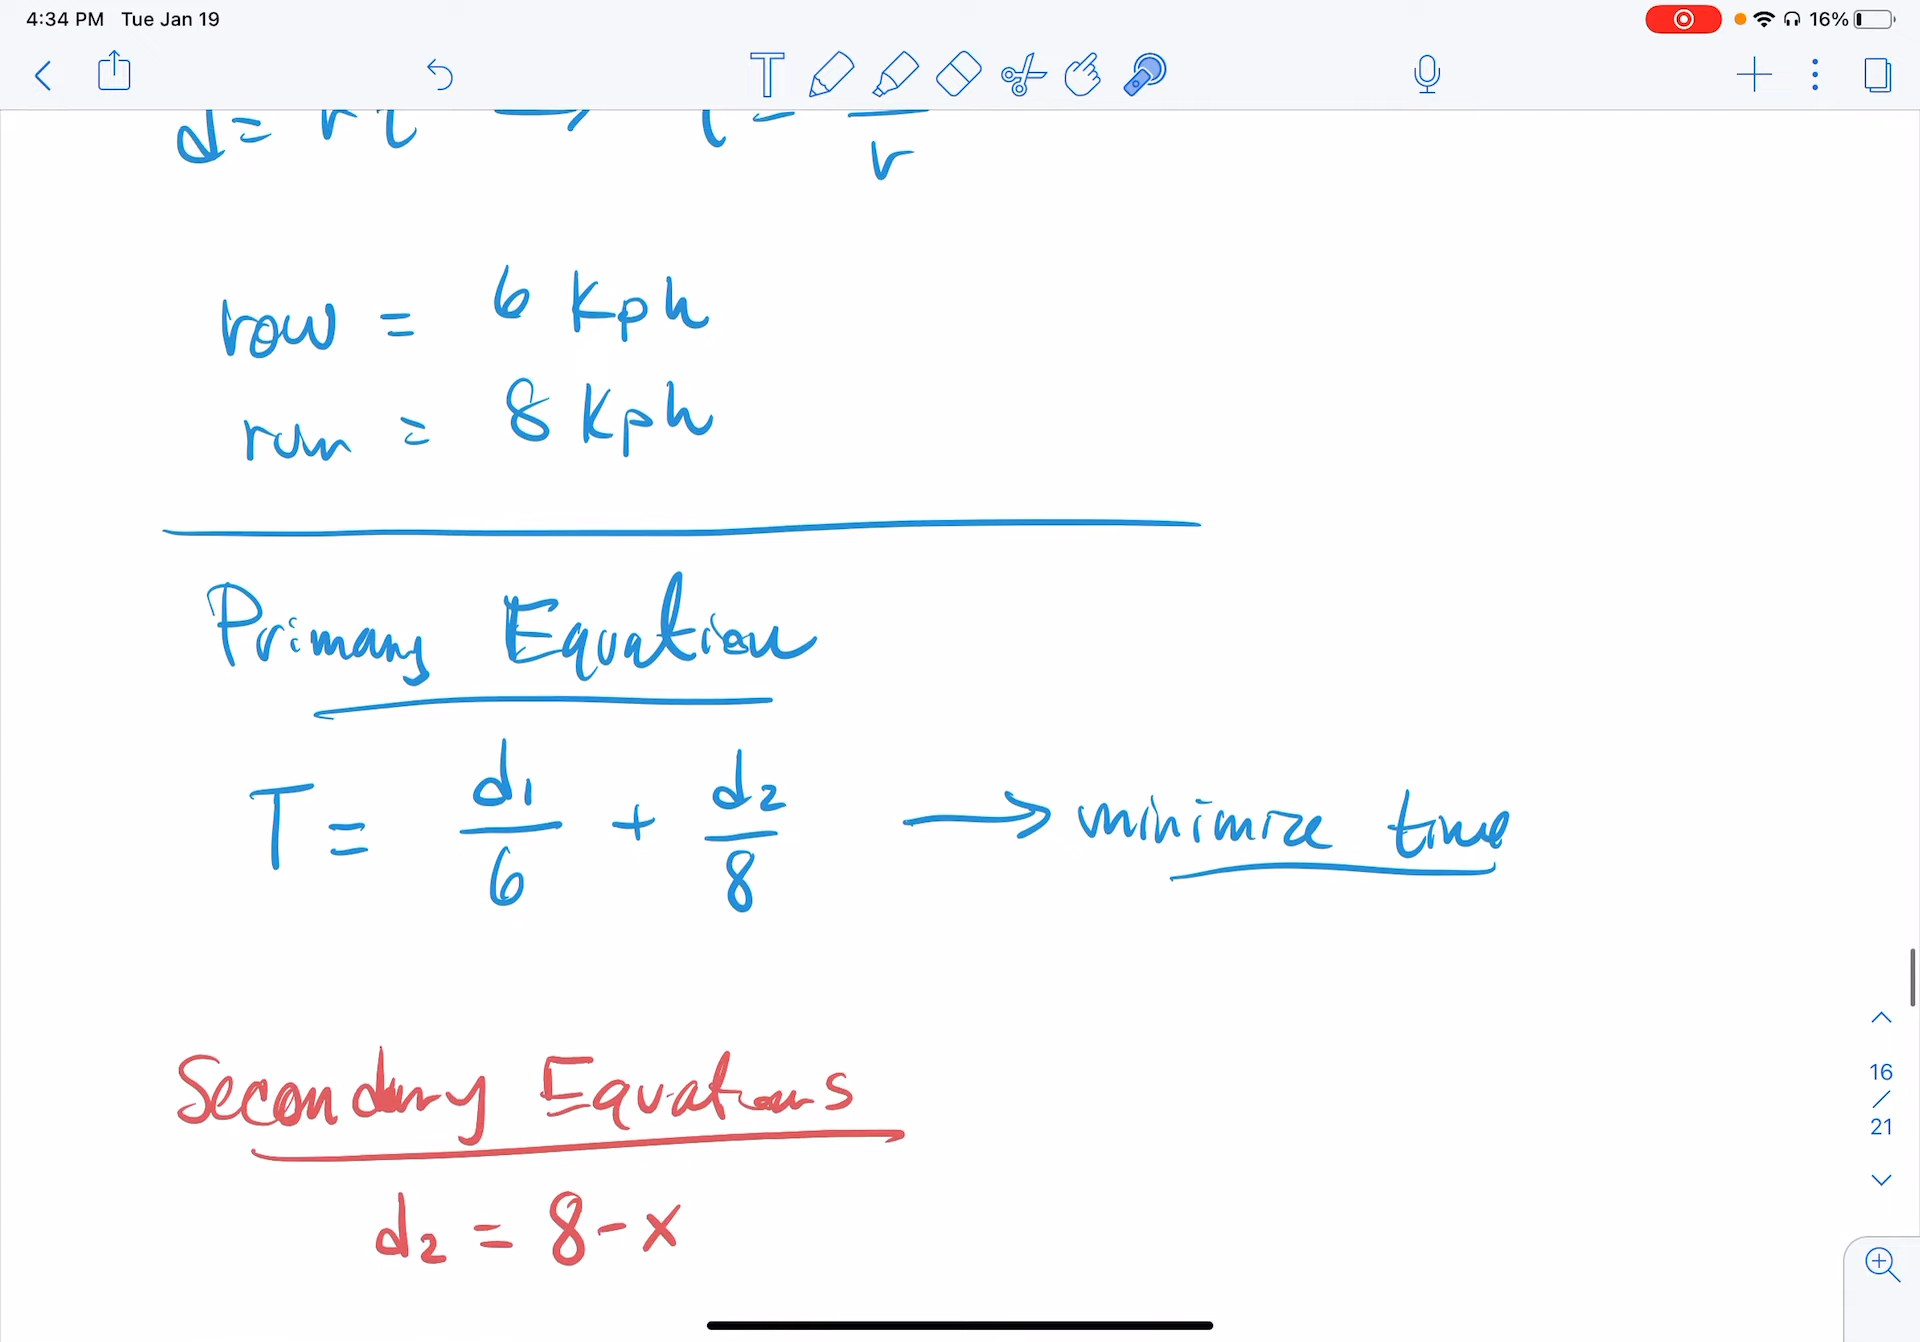 4:34 PM Tue Jan 19
16%
d = rt → t = —/r
row = 6 Kph
run = 8 Kph
Primary Equation
T = d1/6 + d2/8 → minimize time
Secondary Equations
d2 = 8 - x
16
/
21